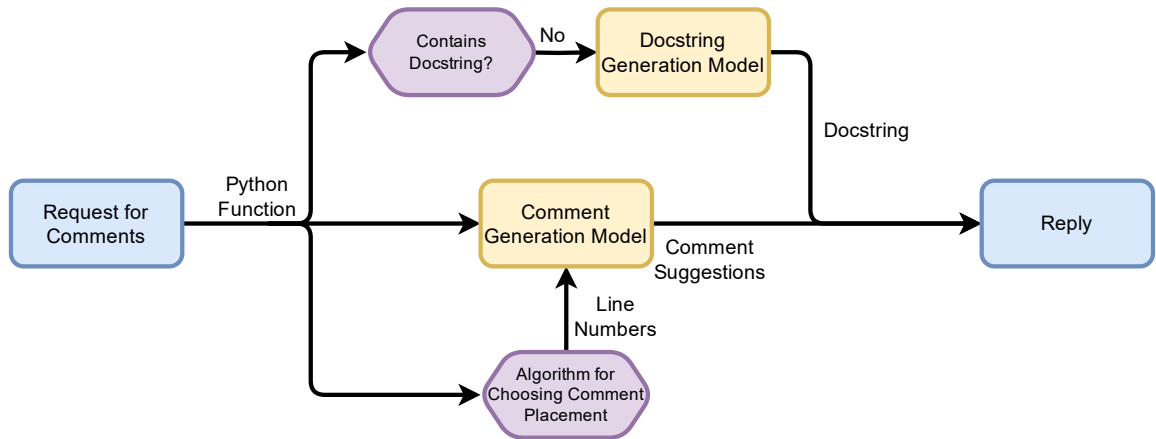 Contains
Docstring?
No
Docstring
Generation Model
Docstring
Request for
Comments
Python
Function
Comment
Generation Model
Comment
Suggestions
Reply
Line
Numbers
Algorithm for
Choosing Comment
Placement